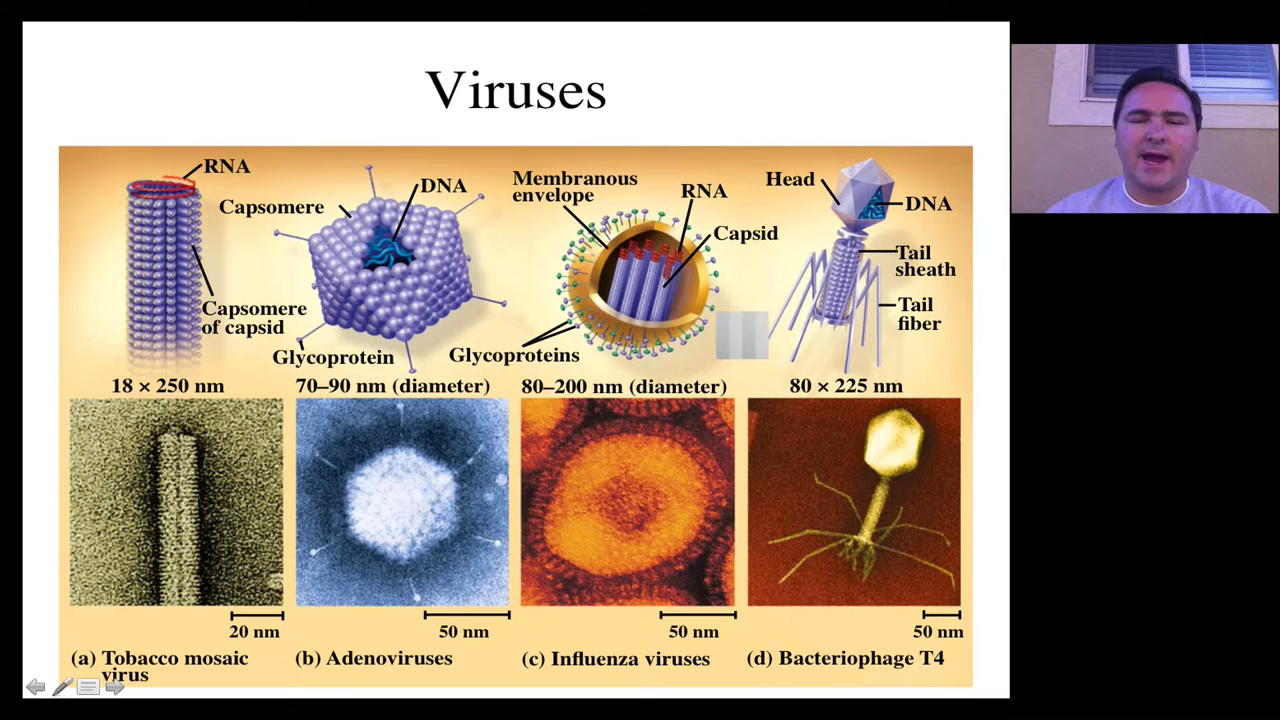 Viruses
RNA
Capsomere
of capsid
18 × 250 nm
Capsomere
DNA
Glycoprotein
70–90 nm (diameter)
Membranous
envelope
RNA
Capsid
Glycoproteins
80–200 nm (diameter)
Head
DNA
Tail
sheath
Tail
fiber
80 × 225 nm
20 nm
50 nm
50 nm
50 nm
(a) Tobacco mosaic
virus
(b) Adenoviruses
(c) Influenza viruses
(d) Bacteriophage T4